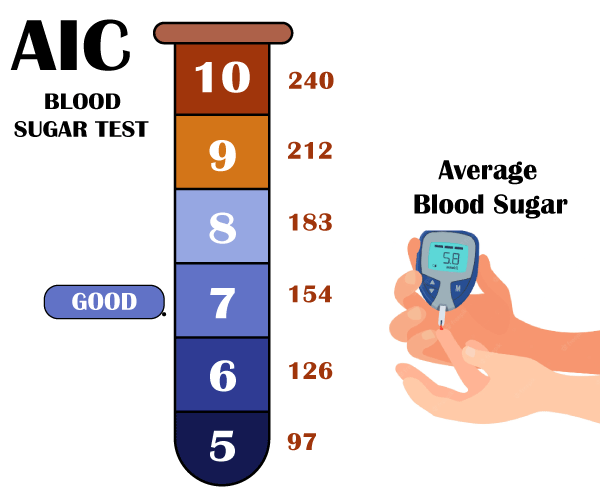 AIC
BLOOD
SUGAR TEST
10 240
9 212
8 183
GOOD 7 154
6 126
5 97
Average
Blood Sugar
5.8
M